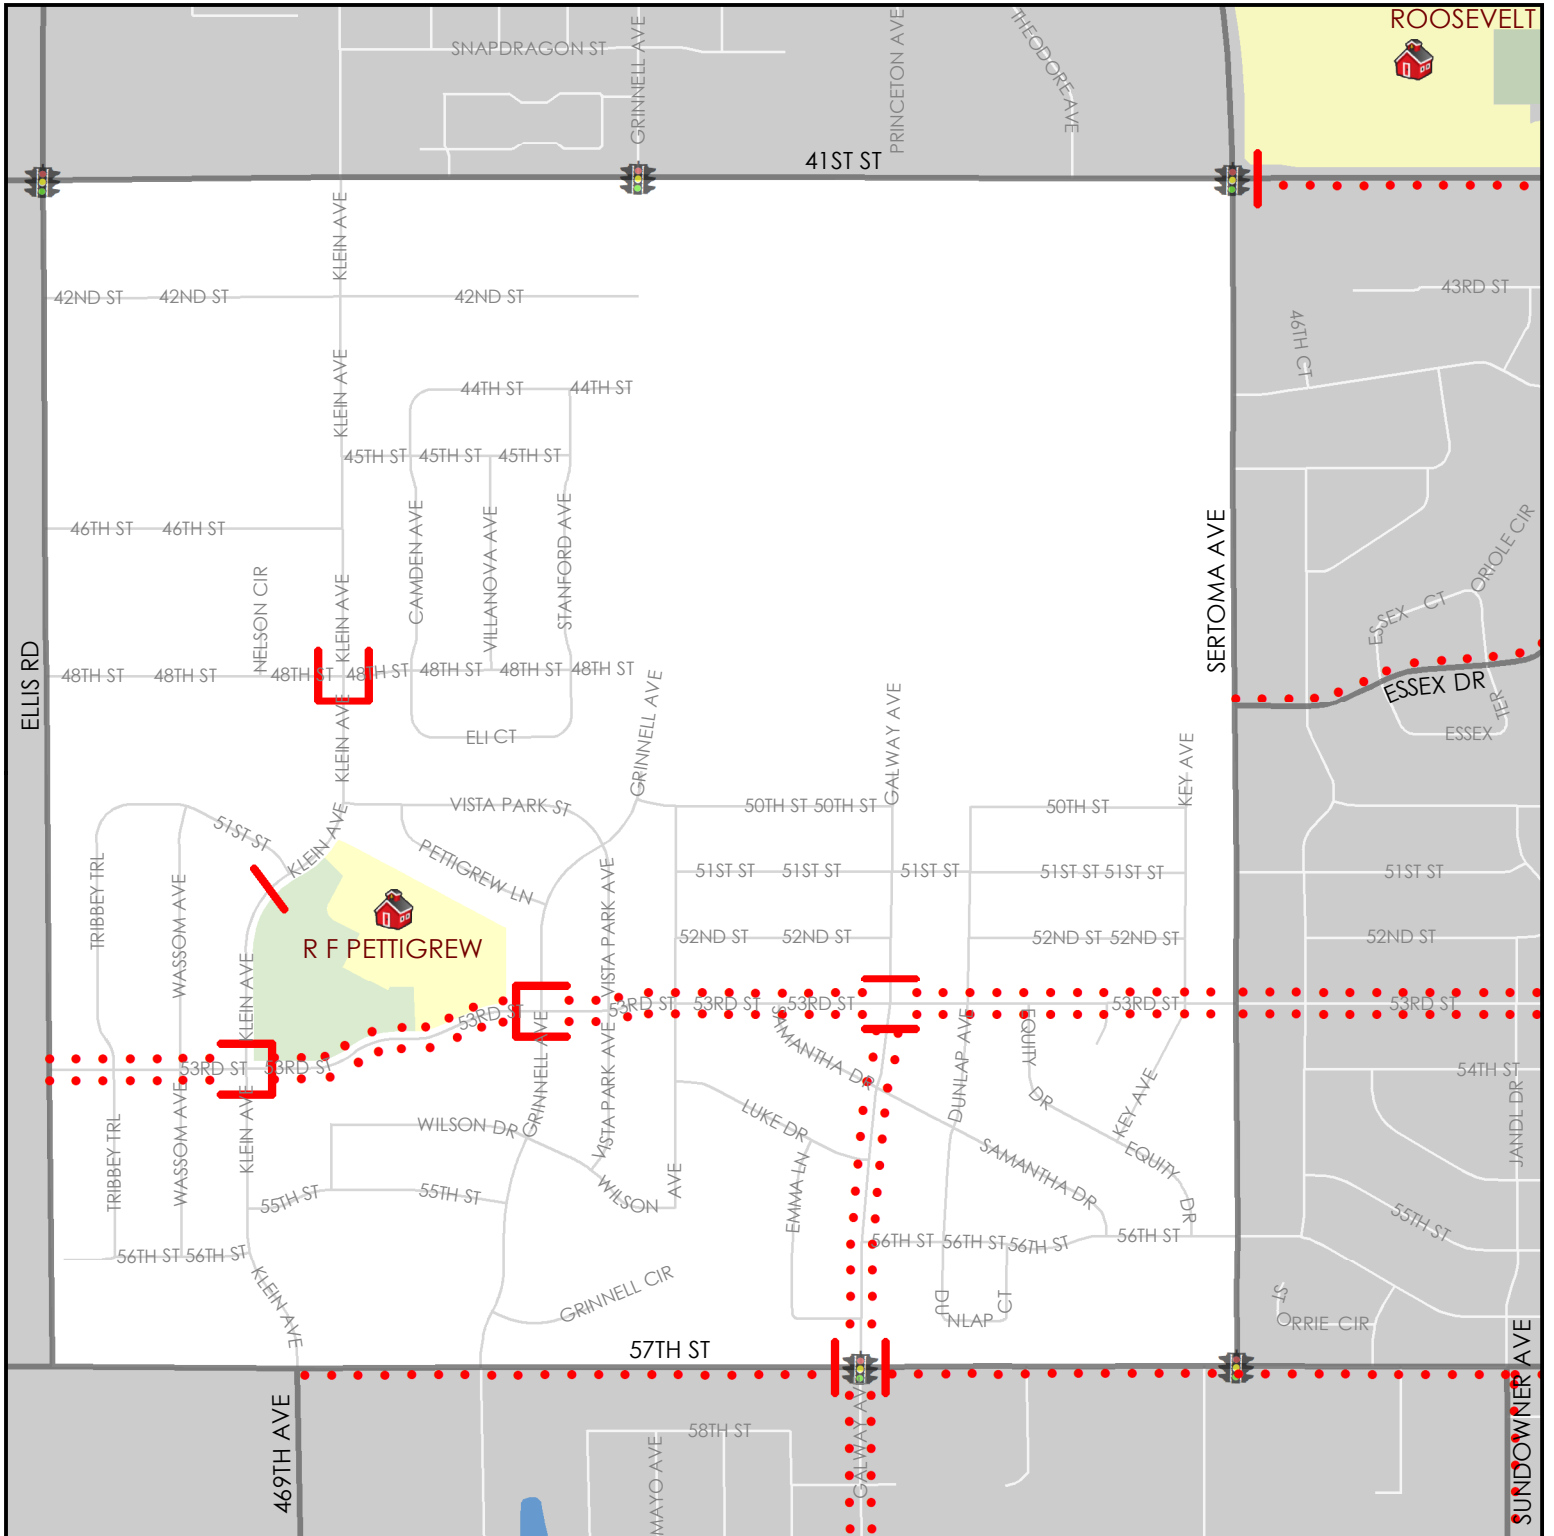 ROOSEVELT
SNAPDRAGON ST
GRINNELL AVE
PRINCETON AVE
THEODORE AVE
41ST ST
KLEIN AVE
42ND ST
42ND ST
42ND ST
43RD ST
46TH CT
KLEIN AVE
44TH ST
44TH ST
45TH ST
45TH ST
45TH ST
46TH ST
46TH ST
CAMDEN AVE
VILLANOVA AVE
STANFORD AVE
SERTOMA AVE
ORIOLE CIR
NELSON CIR
KLEIN AVE
ESSEX CT
ELLIS RD
48TH ST
48TH ST
48TH ST
48TH ST
48TH ST
48TH ST
48TH ST
ESSEX DR
ESSEX
TER
KLEIN AVE
ELI CT
GRINNELL AVE
GALWAY AVE
KEY AVE
51ST ST
KLEIN AVE
VISTA PARK ST
50TH ST
50TH ST
50TH ST
PETTIGREW LN
TRIBBEY TRL
WASSOM AVE
VISTA PARK AVE
51ST ST
51ST ST
51ST ST
51ST ST
51ST ST
51ST ST
R F PETTIGREW
52ND ST
52ND ST
52ND ST
52ND ST
52ND ST
KLEIN AVE
53RD ST
53RD ST
53RD ST
53RD ST
53RD ST
53RD ST
53RD ST
53RD ST
GRINNELL AVE
VISTA PARK AVE
SAMANTHA DR
DUNLAP AVE
EQUITY
DR
KEY AVE
54TH ST
JANDL DR
TRIBBEY TRL
WASSOM AVE
KLEIN AVE
WILSON DR
LUKE DR
EMMA LN
SAMANTHA DR
EQUITY
DR
55TH ST
55TH ST
WILSON
AVE
55TH ST
56TH ST
56TH ST
56TH ST
56TH ST
56TH ST
56TH ST
KLEIN AVE
GRINNELL CIR
DU
NLAP
CT
ST
ORRIE CIR
57TH ST
SUNDOWNER AVE
469TH AVE
58TH ST
MAYO AVE
GALWAY AV